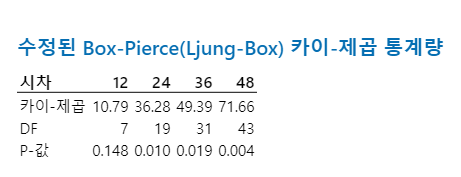 수정된 Box-Pierce(Ljung-Box) 카이-제곱 통계량
시차 12 24 36 48
카이-제곱 10.79 36.28 49.39 71.66
DF 7 19 31 43
P-값 0.148 0.010 0.019 0.004